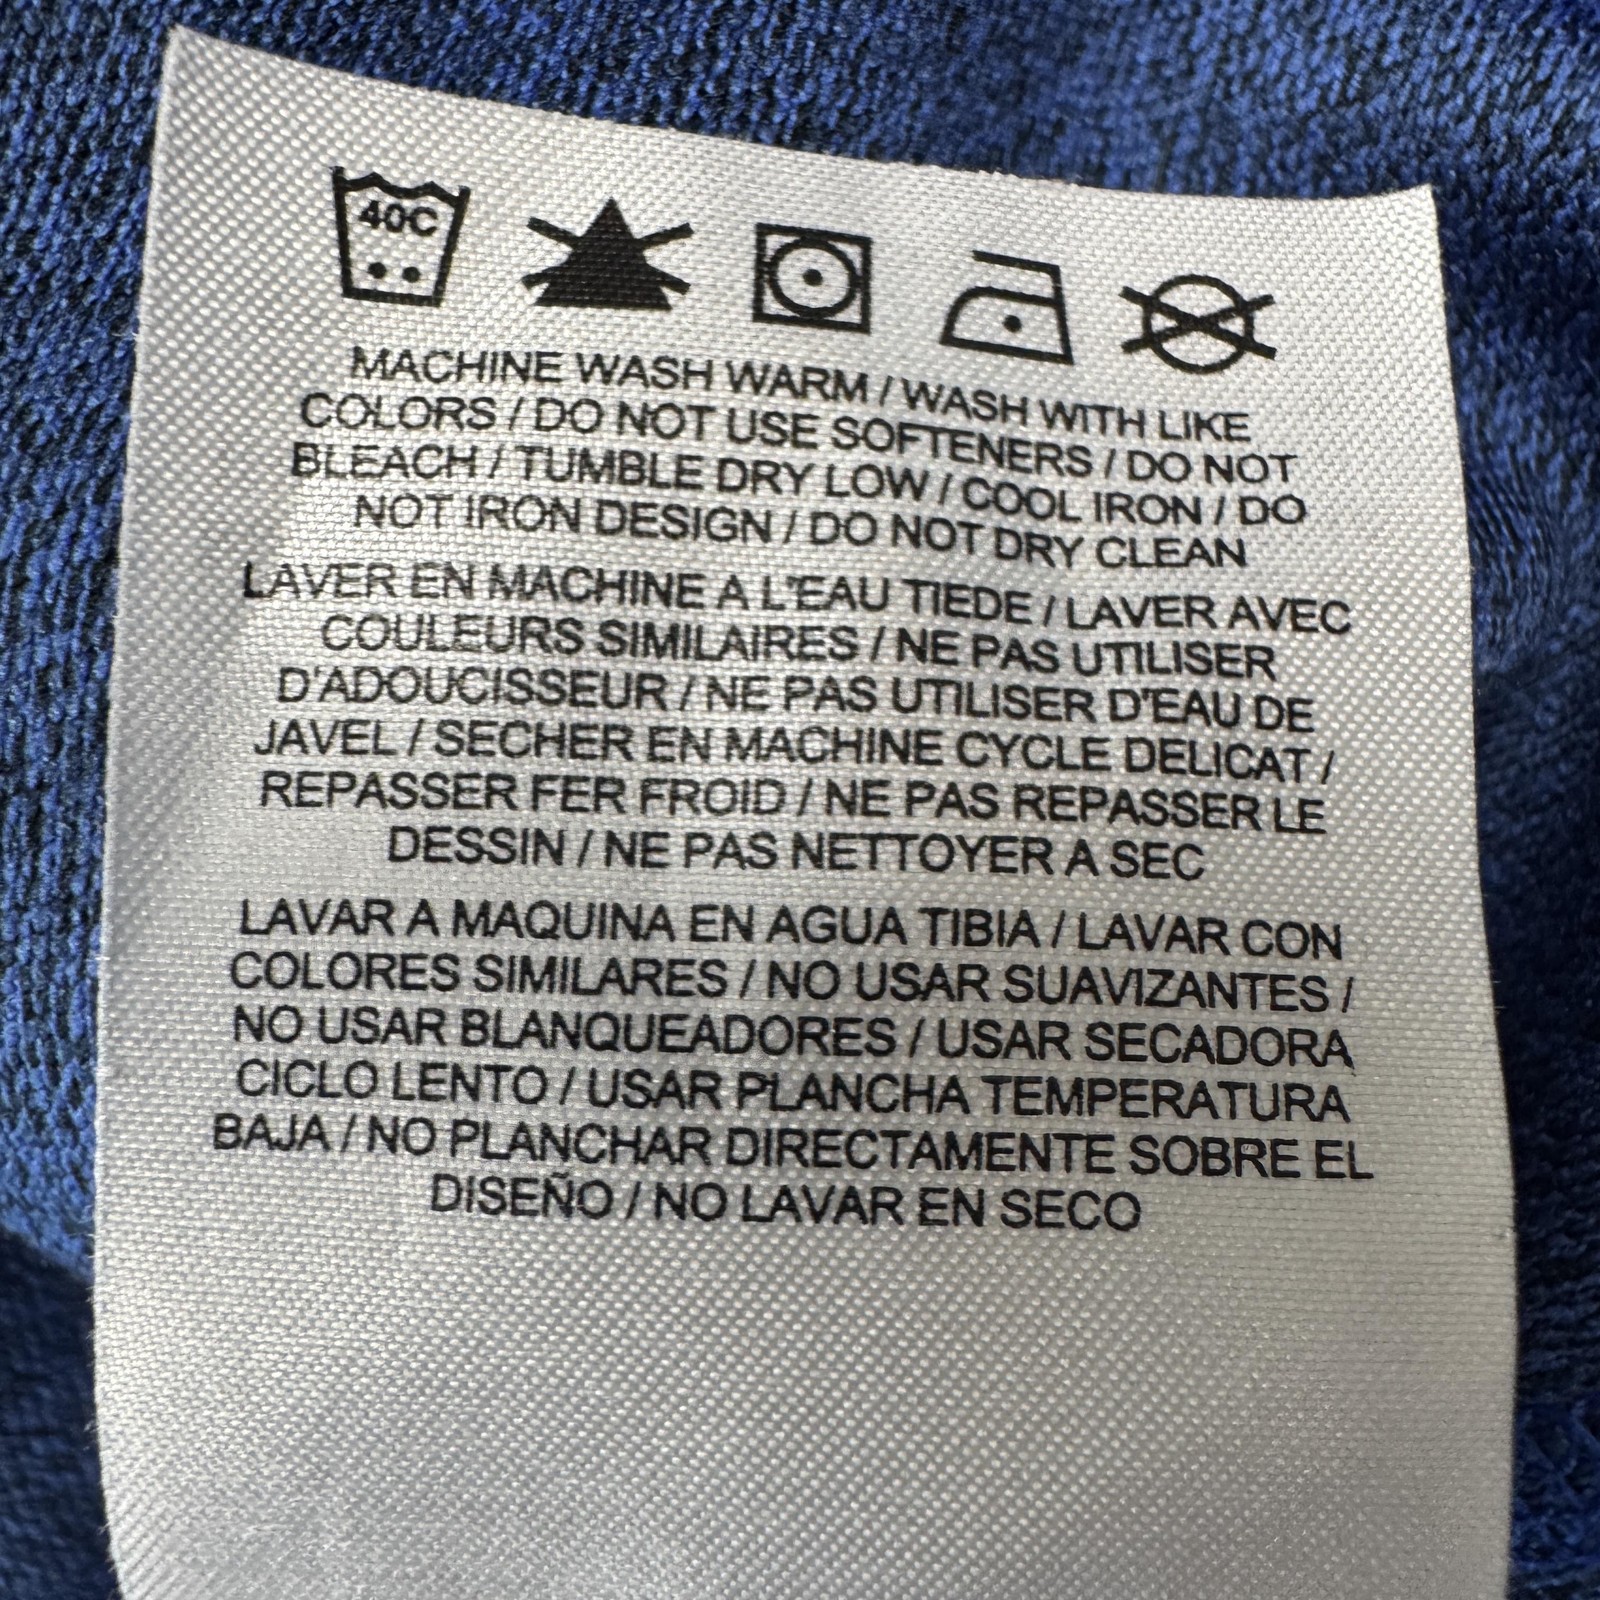 40C
MACHINE WASH WARM / WASH WITH LIKE
COLORS / DO NOT USE SOFTENERS / DO NOT
BLEACH / TUMBLE DRY LOW / COOL IRON / DO
NOT IRON DESIGN / DO NOT DRY CLEAN
LAVER EN MACHINE A L'EAU TIEDE / LAVER AVEC
COULEURS SIMILAIRES / NE PAS UTILISER
D'ADOUCISSEUR / NE PAS UTILISER D'EAU DE
JAVEL / SECHER EN MACHINE CYCLE DELICAT /
REPASSER FER FROID / NE PAS REPASSER LE
DESSIN / NE PAS NETTOYER A SEC
LAVAR A MAQUINA EN AGUA TIBIA / LAVAR CON
COLORES SIMILARES / NO USAR SUAVIZANTES /
NO USAR BLANQUEADORES / USAR SECADORA
CICLO LENTO / USAR PLANCHA TEMPERATURA
BAJA / NO PLANCHAR DIRECTAMENTE SOBRE EL
DISEÑO / NO LAVAR EN SECO